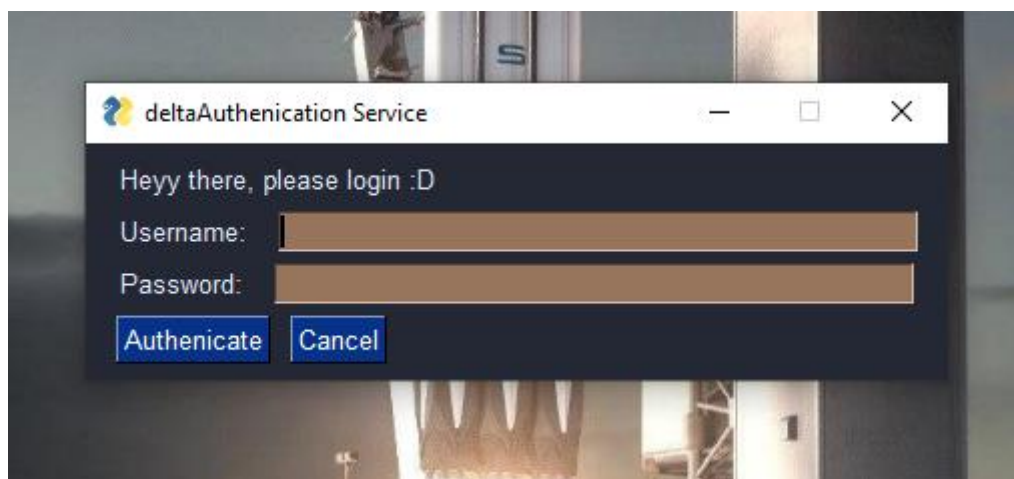 S
deltaAuthenication Service
Heyy there, please login :D
Username:
Password:
Authenicate Cancel